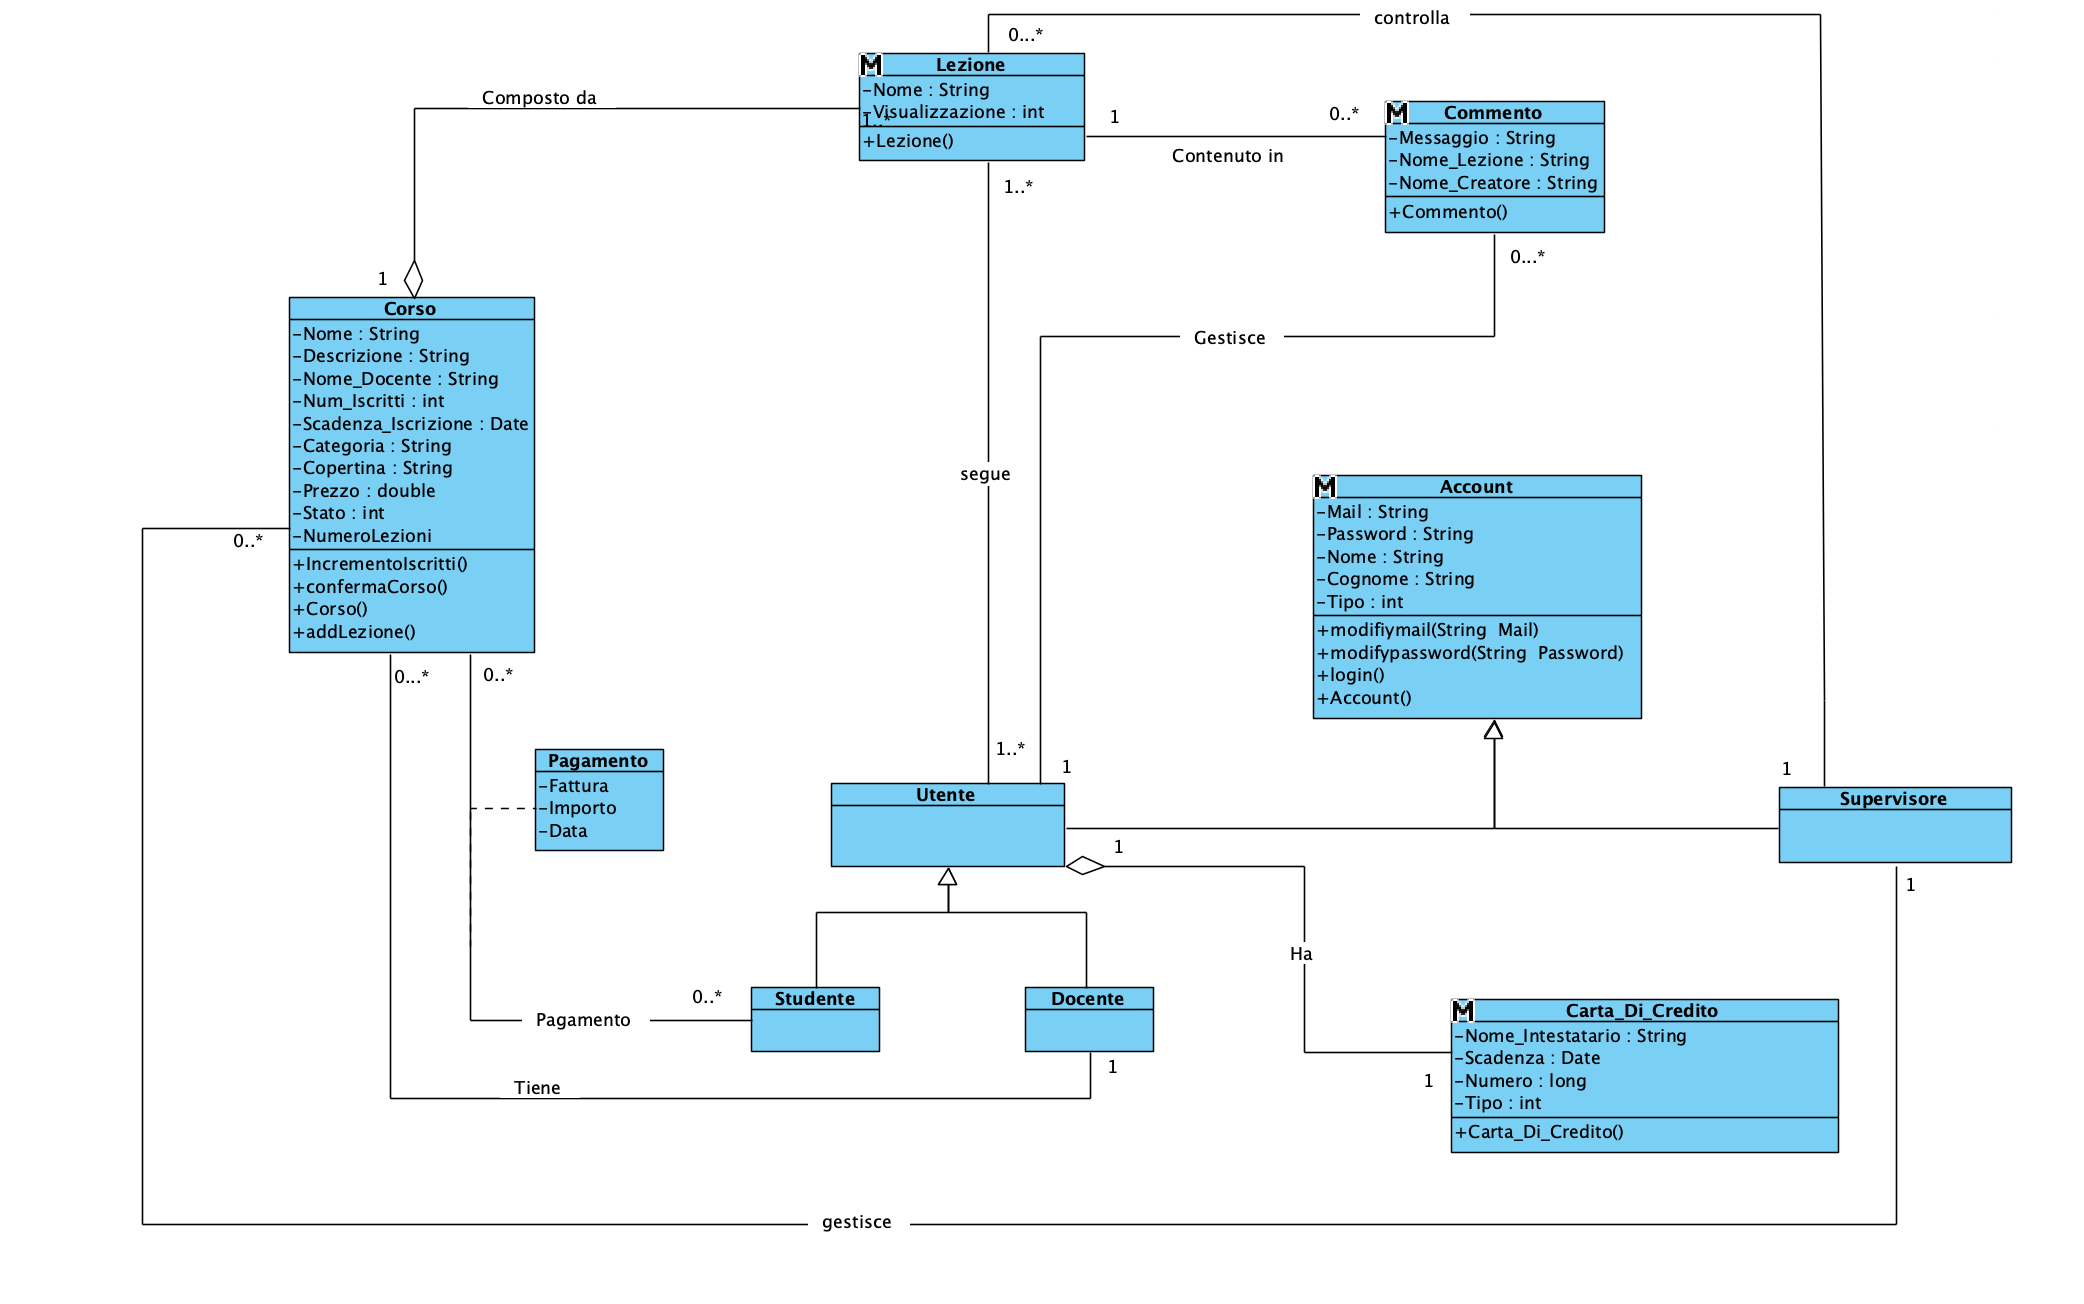 controlla
0...*
M
Lezione
-Nome : String
-Visualizzazione : int
1..*
+Lezione()
Composto da
1
0..*
Contenuto in
M
Commento
-Messaggio : String
-Nome_Lezione : String
-Nome_Creatore : String
+Commento()
1..*
0...*
1
Corso
-Nome : String
-Descrizione : String
-Nome_Docente : String
-Num_Iscritti : int
-Scadenza_Iscrizione : Date
-Categoria : String
-Copertina : String
-Prezzo : double
-Stato : int
-NumeroLezioni
+IncrementoIscritti()
+confermaCorso()
+Corso()
+addLezione()
Gestisce
segue
0..*
M
Account
-Mail : String
-Password : String
-Nome : String
-Cognome : String
-Tipo : int
+modifiymail(String Mail)
+modifypassword(String Password)
+login()
+Account()
0...*
0..*
Pagamento
-Fattura
-Importo
-Data
1..*
1
Utente
1
Supervisore
1
1
Ha
0..*
Studente
Docente
Pagamento
1
Tiene
1
M
Carta_Di_Credito
-Nome_Intestatario : String
-Scadenza : Date
-Numero : long
-Tipo : int
+Carta_Di_Credito()
gestisce